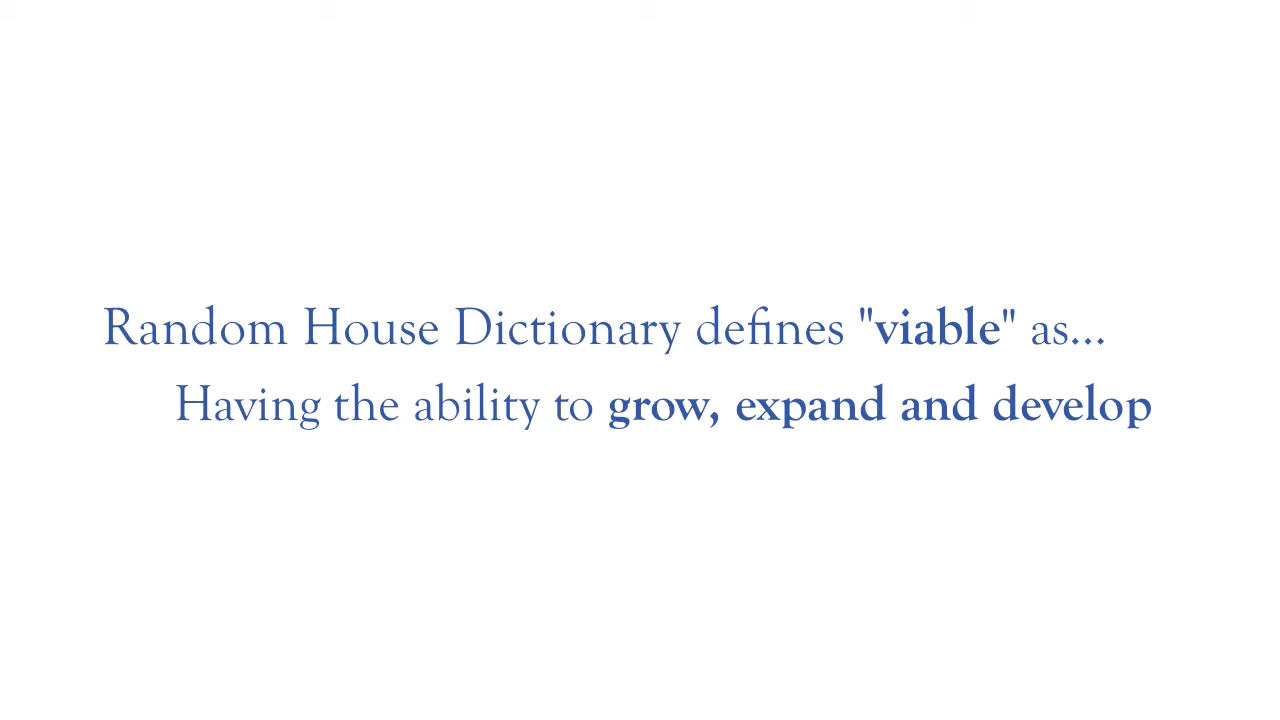 Random House Dictionary defines "viable" as...
Having the ability to grow, expand and develop